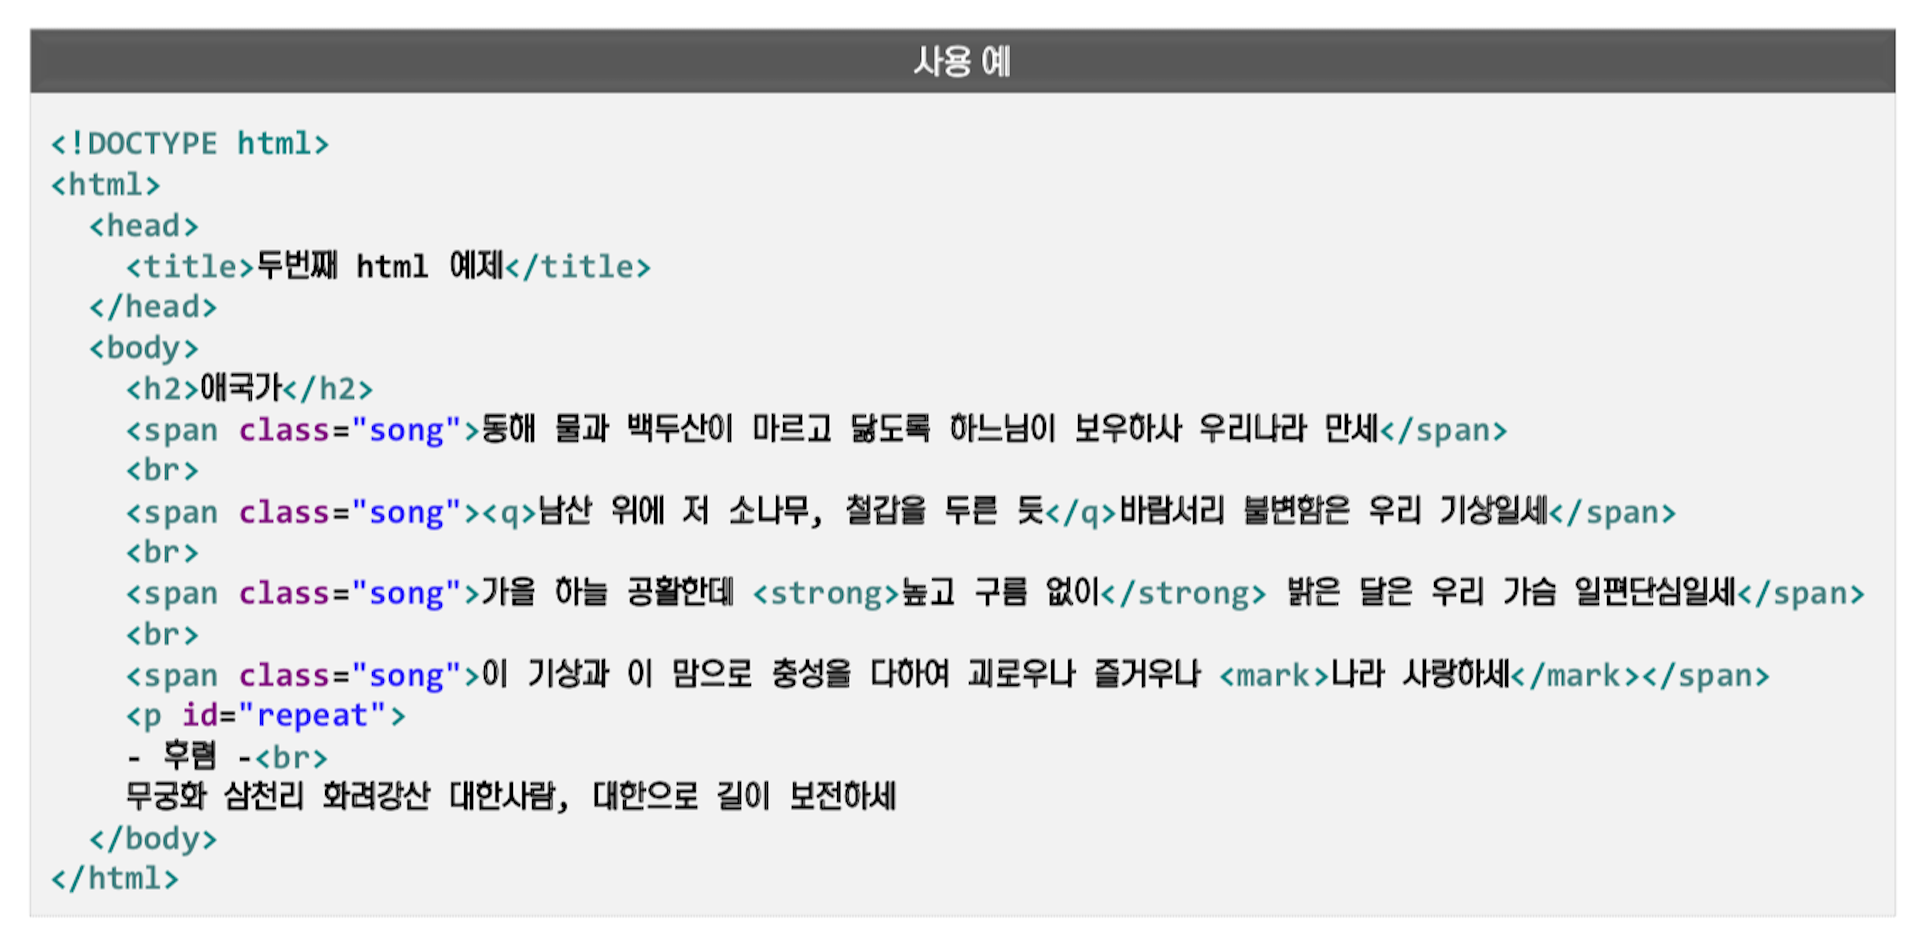 사용 예
<!DOCTYPE html>
<html>
<head>
<title>두번째 html 예제</title>
</head>
<body>
<h2>애국가</h2>
<span class="song">동해 물과 백두산이 마르고 닳도록 하느님이 보우하사 우리나라 만세</span>
<br>
<span class="song"><q>남산 위에 저 소나무, 철갑을 두른 듯</q>바람서리 불변함은 우리 기상일세</span>
<br>
<span class="song">가을 하늘 공활한데 <strong>높고 구름 없이</strong> 밝은 달은 우리 가슴 일편단심일세</span>
<br>
<span class="song">이 기상과 이 맘으로 충성을 다하여 괴로우나 즐거우나 <mark>나라 사랑하세</mark></span>
<p id="repeat">
- 후렴 -<br>
무궁화 삼천리 화려강산 대한사람, 대한으로 길이 보전하세
</body>
</html>